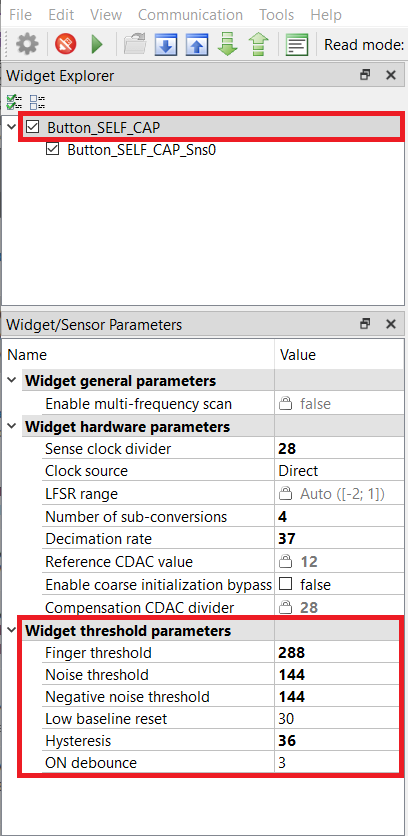 File Edit View Communication Tools Help
Read mode:
Widget Explorer
Button_SELF_CAP
Button_SELF_CAP_Sns0
Widget/Sensor Parameters
Name Value
Widget general parameters
Enable multi-frequency scan false
Widget hardware parameters
Sense clock divider 28
Clock source Direct
LFSR range Auto ([-2; 1])
Number of sub-conversions 4
Decimation rate 37
Reference CDAC value 12
Enable coarse initialization bypass false
Compensation CDAC divider 28
Widget threshold parameters
Finger threshold 288
Noise threshold 144
Negative noise threshold 144
Low baseline reset 30
Hysteresis 36
ON debounce 3